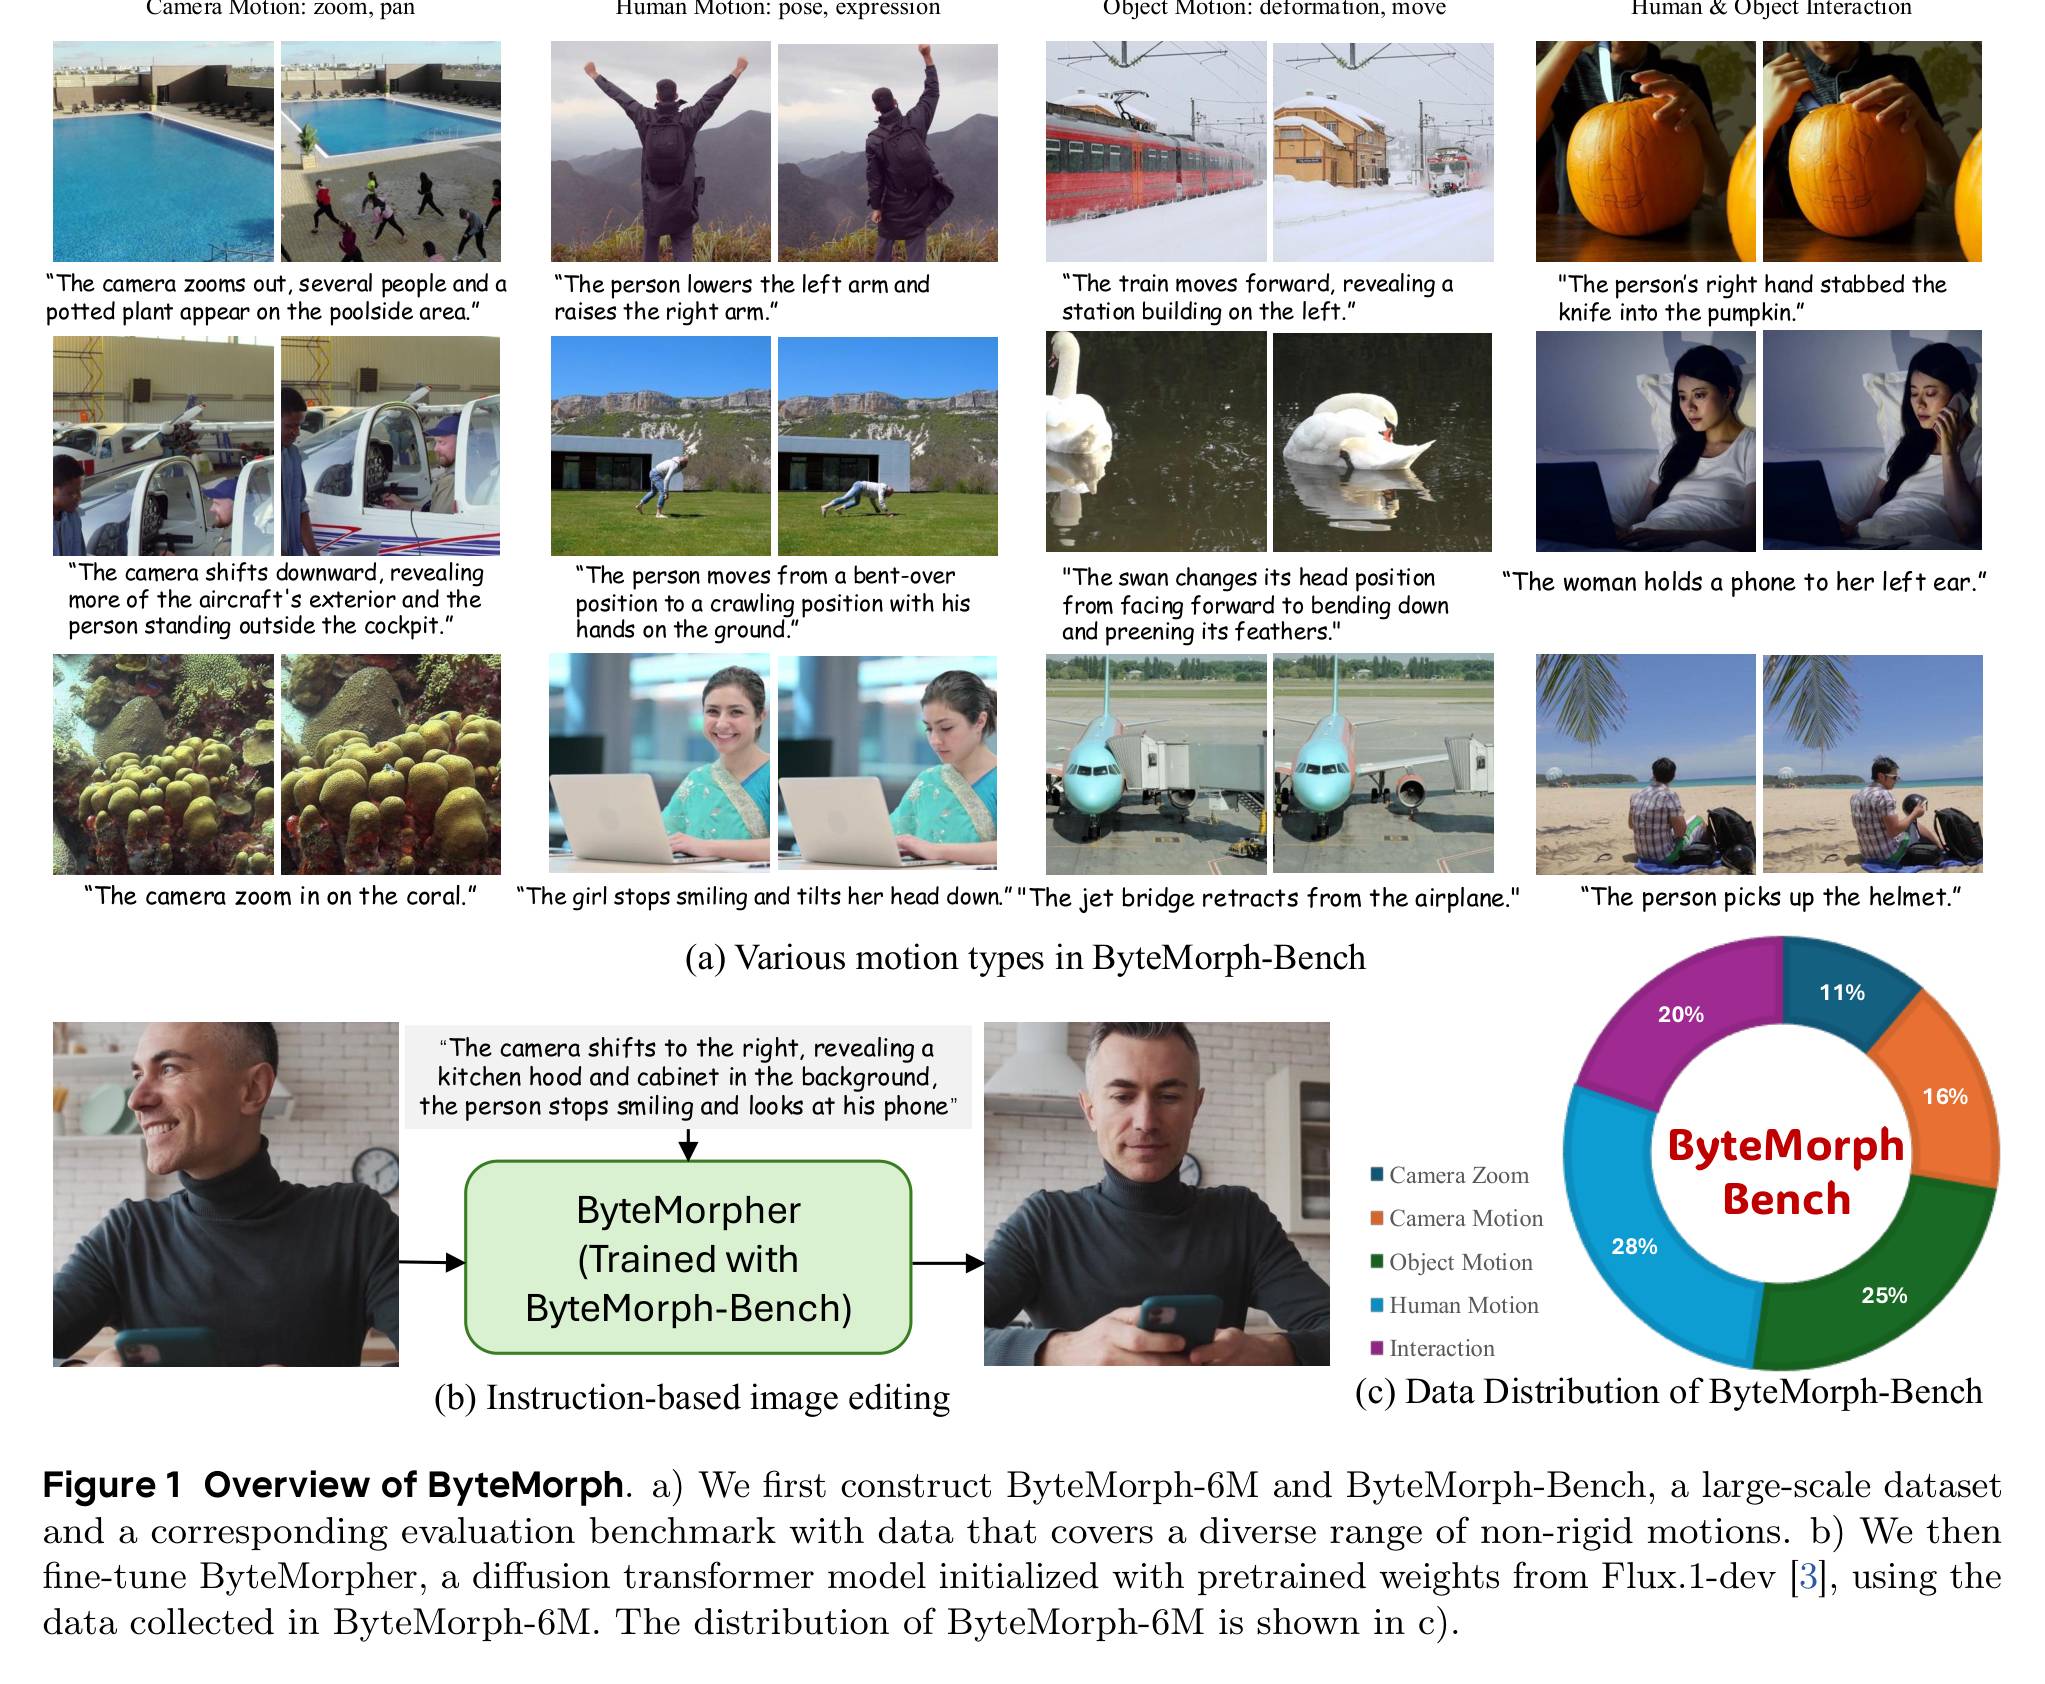 Camera Motion: zoom, pan
Human Motion: pose, expression
Object Motion: deformation, move
Human & Object Interaction
“The camera zooms out, several people and a
potted plant appear on the poolside area.”
“The person lowers the left arm and
raises the right arm.”
“The train moves forward, revealing a
station building on the left.”
"The person’s right hand stabbed the
knife into the pumpkin.”
“The camera shifts downward, revealing
more of the aircraft's exterior and the
person standing outside the cockpit.”
“The person moves from a bent-over
position to a crawling position with his
hands on the ground.”
"The swan changes its head position
from facing forward to bending down
and preening its feathers."
“The woman holds a phone to her left ear.”
“The camera zoom in on the coral.”
“The girl stops smiling and tilts her head down.”
"The jet bridge retracts from the airplane."
“The person picks up the helmet.”
(a) Various motion types in ByteMorph-Bench
“The camera shifts to the right, revealing a
kitchen hood and cabinet in the background,
the person stops smiling and looks at his phone”
ByteMorpher
(Trained with
ByteMorph-Bench)
(b) Instruction-based image editing
11%
16%
25%
28%
20%
ByteMorph
Bench
Camera Zoom
Camera Motion
Object Motion
Human Motion
Interaction
(c) Data Distribution of ByteMorph-Bench
Figure 1 Overview of ByteMorph. a) We first construct ByteMorph-6M and ByteMorph-Bench, a large-scale dataset
and a corresponding evaluation benchmark with data that covers a diverse range of non-rigid motions. b) We then
fine-tune ByteMorpher, a diffusion transformer model initialized with pretrained weights from Flux.1-dev [3], using the
data collected in ByteMorph-6M. The distribution of ByteMorph-6M is shown in c).